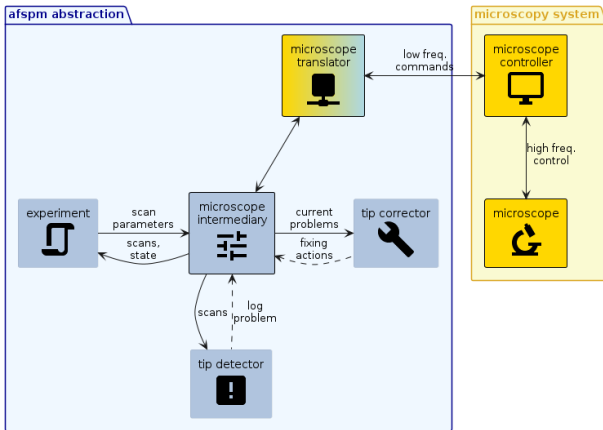 afspm abstraction
microscopy system
microscope
translator
low freq.
commands
microscope
controller
high freq.
control
experiment
scan
parameters
scans,
state
microscope
intermediary
current
problems
fixing
actions
tip corrector
microscope
scans
log
problem
tip detector